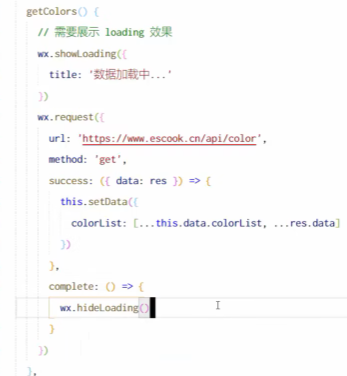 getColors() {
// 需要展示 loading 效果
wx.showLoading({
title: '数据加载中...'
})
wx.request({
url: 'https://www.escook.cn/api/color',
method: 'get',
success: ({ data: res }) => {
this.setData({
colorList: [...this.data.colorList, ...res.data]
})
},
complete: () => {
wx.hideLoading()
}
})
},